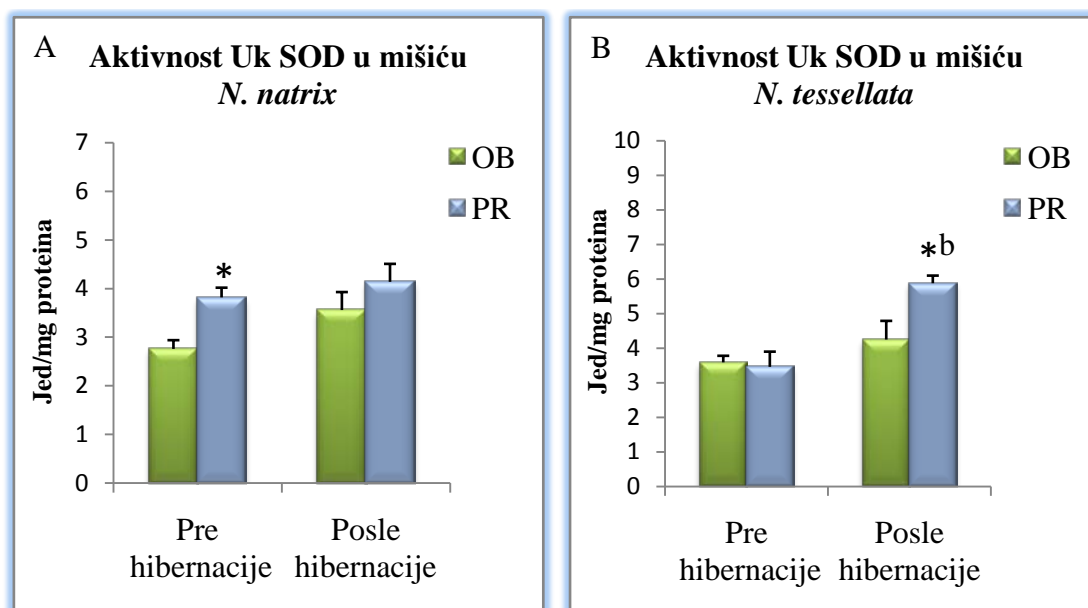 A
Aktivnost Uk SOD u mišiću
N. natrix
7
6
5
4
3
2
1
0
Jed/mg proteina
OB
PR
*
Pre
hibernacije
Posle
hibernacije
B
Aktivnost Uk SOD u mišiću
N. tessellata
10
9
8
7
6
5
4
3
2
1
0
Jed/mg proteina
OB
PR
*b
Pre
hibernacije
Posle
hibernacije